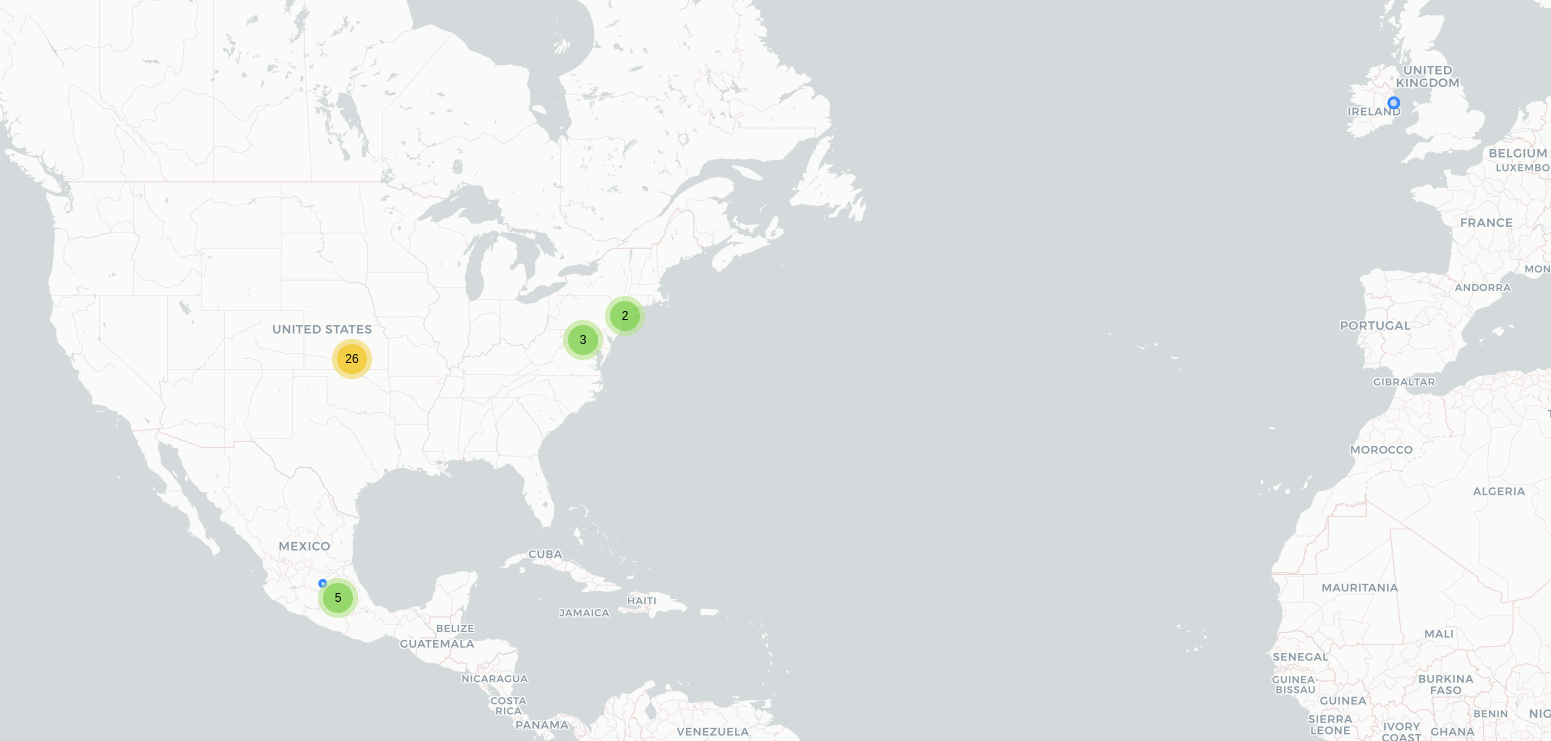 UNITED
KINGDOM
IRELAND
BELGIUM
LUXEMBO
FRANCE
MON
ANDORRA
2
PORTUGAL
UNITED STATES
3
26
GIBRALTAR
MOROCCO
ALGERIA
MEXICO
CUBA
MAURITANIA
5
HAITI
JAMAICA
BELIZE
MALI
GUATEMALA
SENEGAL
NICARAGUA
GUINEA-
BISSAU
BURKINA
FASO
COSTA
RICA
GUINEA
BENIN
NIG
SIERRA
LEONE
PANAMA
VENEZUELA
IVORY
COAST
GHANA